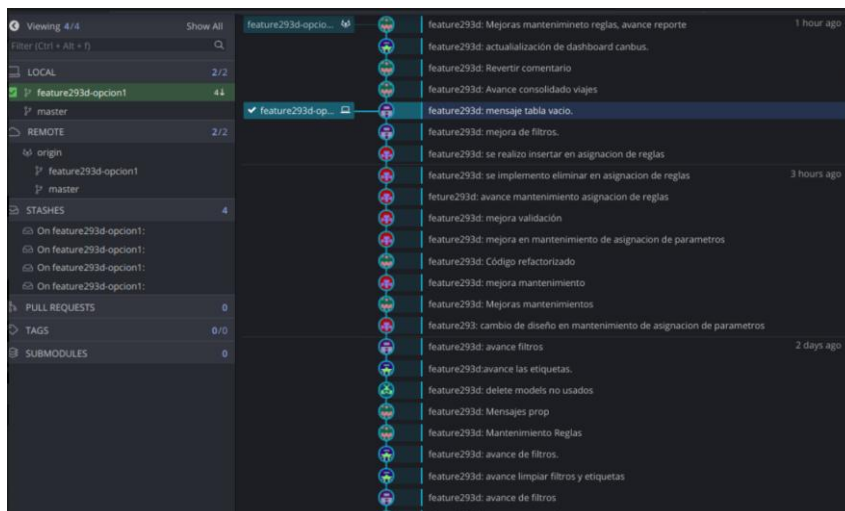 Viewing 4/4 Show All
Filter (Ctrl + Alt + f)
LOCAL 2/2
feature293d-opcion1 4↓
master
REMOTE 2/2
origin
feature293d-opcion1
master
STASHES 4
On feature293d-opcion1:
On feature293d-opcion1:
On feature293d-opcion1:
On feature293d-opcion1:
PULL REQUESTS 0
TAGS 0/0
SUBMODULES 0
feature293d-opcio... feature293d: Mejoras mantenimineto reglas, avance reporte 1 hour ago
feature293d: actualialización de dashboard canbus.
feature293d: Revertir comentario
feature293d: Avance consolidado viajes
feature293d-op... feature293d: mensaje tabla vacio.
feature293d: mejora de filtros.
feature293d: se realizo insertar en asignacion de reglas
feature293d: se implemento eliminar en asignacion de reglas 3 hours ago
feture293d: avance mantenimiento asignacion de reglas
feature293d: mejora validación
feature293d: mejora en mantenimiento de asignacion de parametros
feature293d: Código refactorizado
feature293d: mejora mantenimiento
feature293d: Mejoras mantenimientos
feature293: cambio de diseño en mantenimiento de asignacion de parametros
feature293d: avance filtros 2 days ago
feature293d:avance las etiquetas.
feature293d: delete models no usados
feature293d: Mensajes prop
feature293d: Mantenimiento Reglas
feature293d: avance de filtros.
feature293d: avance limpiar filtros y etiquetas
feature293d: avance de filtros